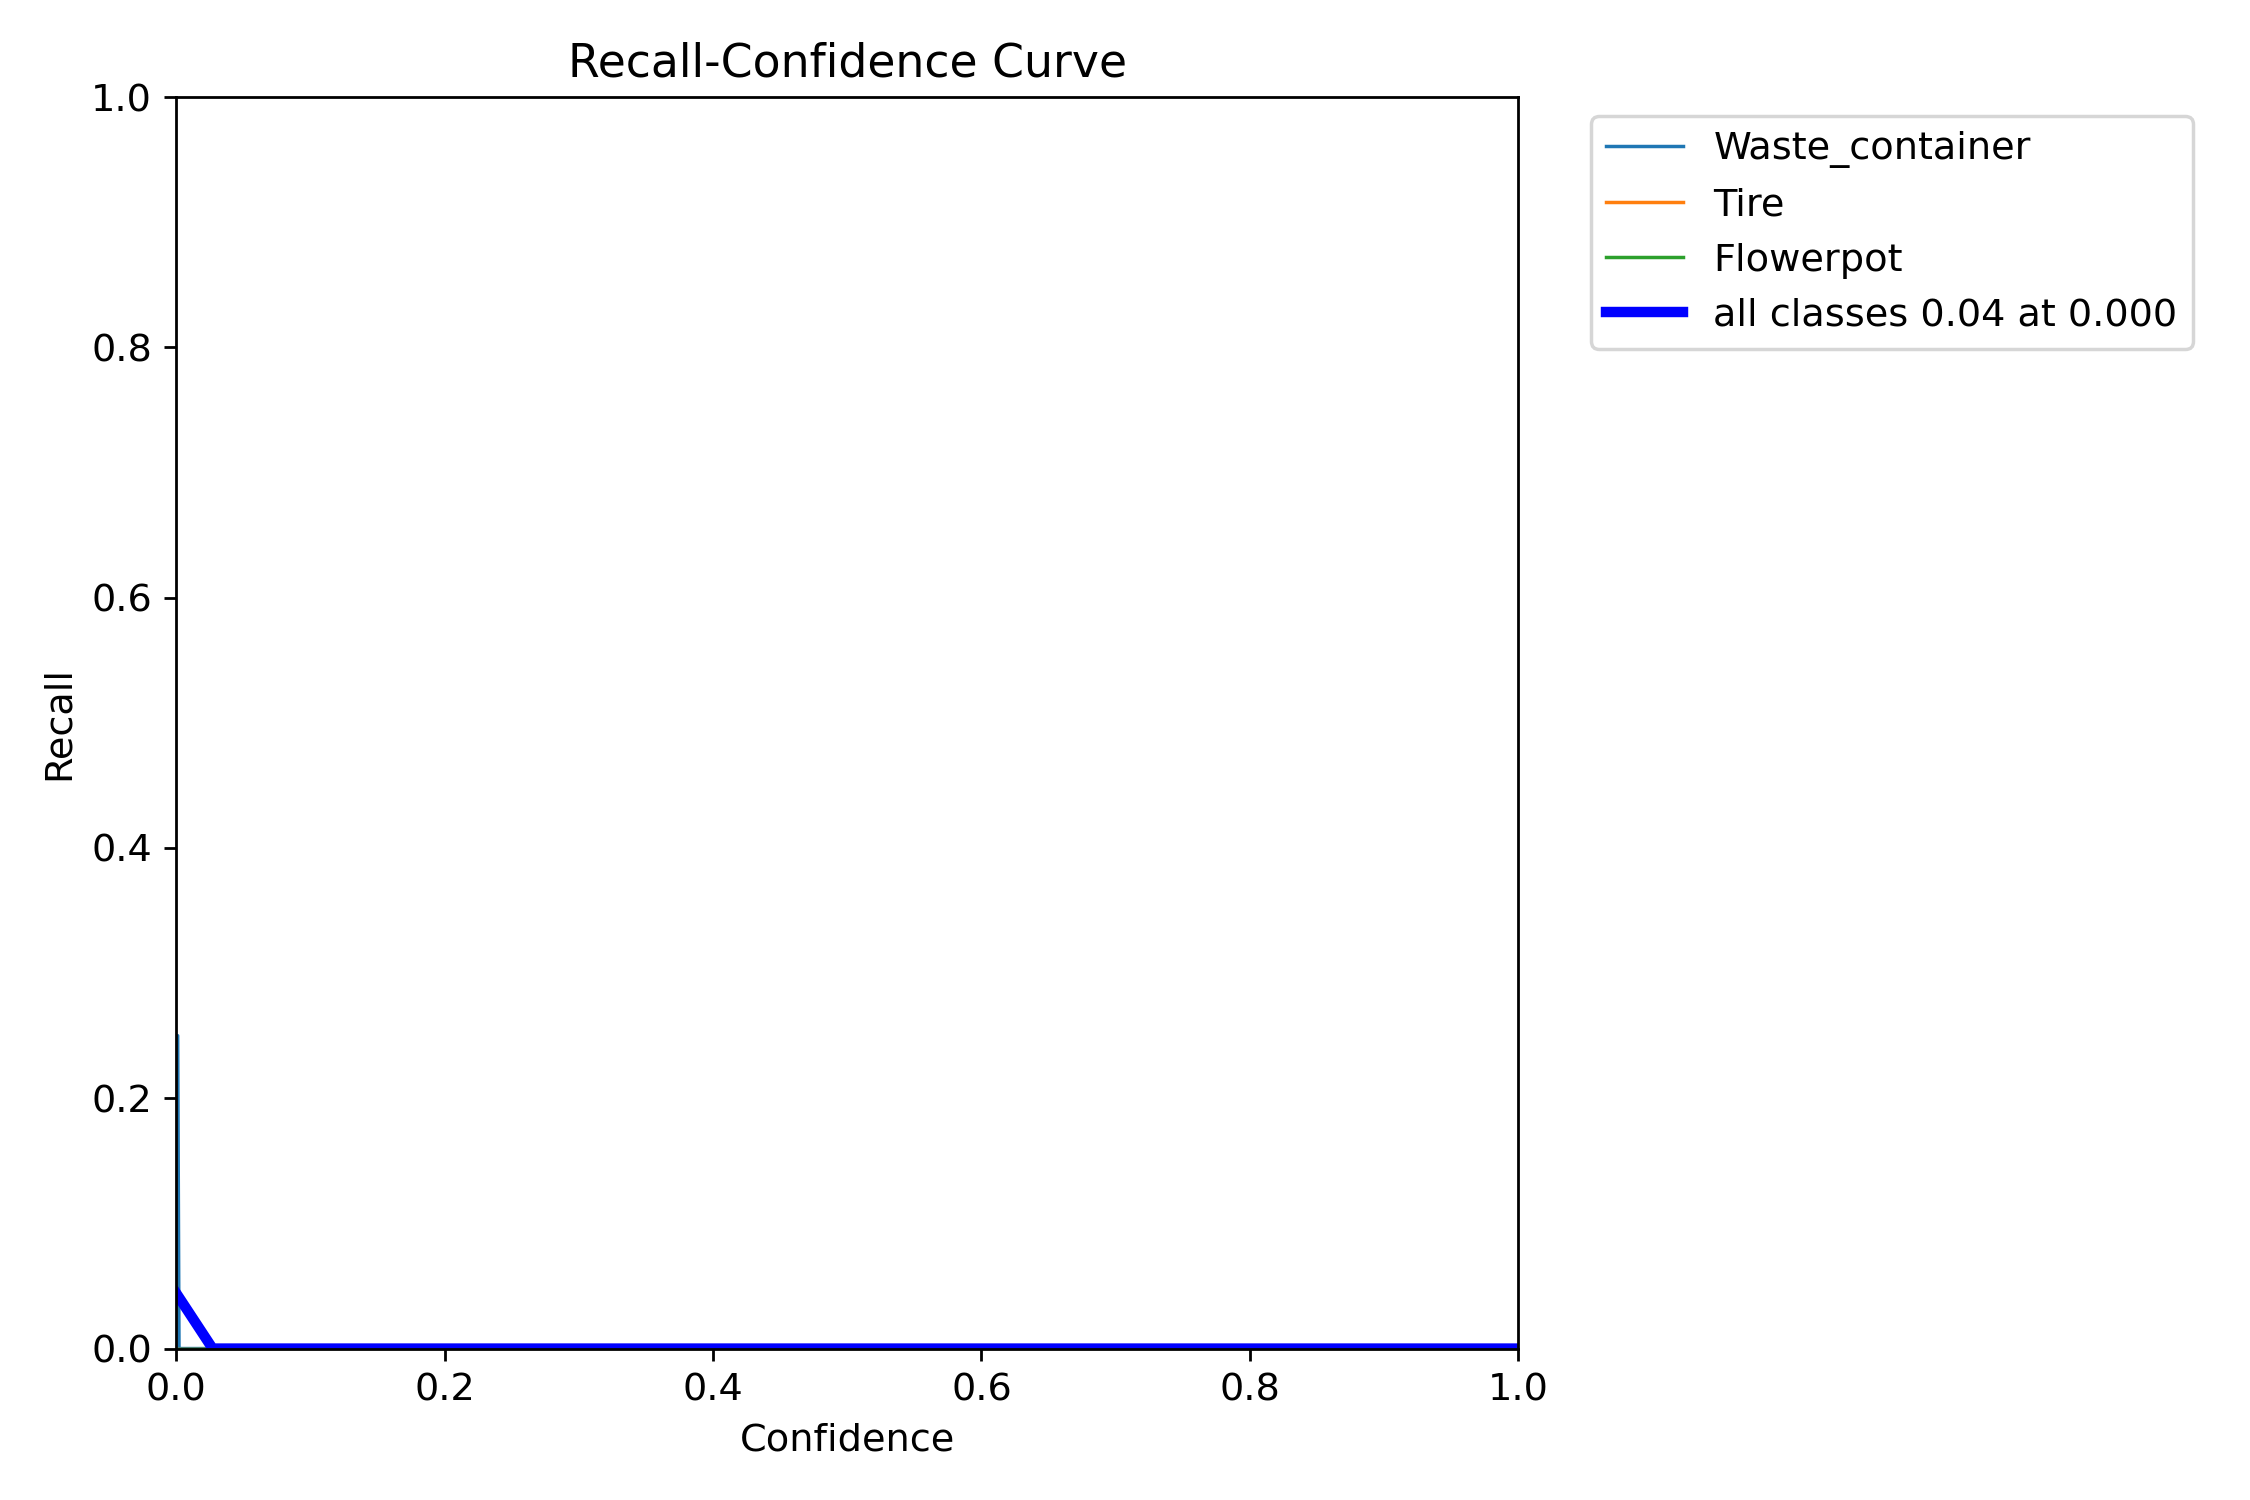 Recall-Confidence Curve
1.0
0.8
0.6
0.4
0.2
0.0
Recall
0.0 0.2 0.4 0.6 0.8 1.0
Confidence
Waste_container
Tire
Flowerpot
all classes 0.04 at 0.000